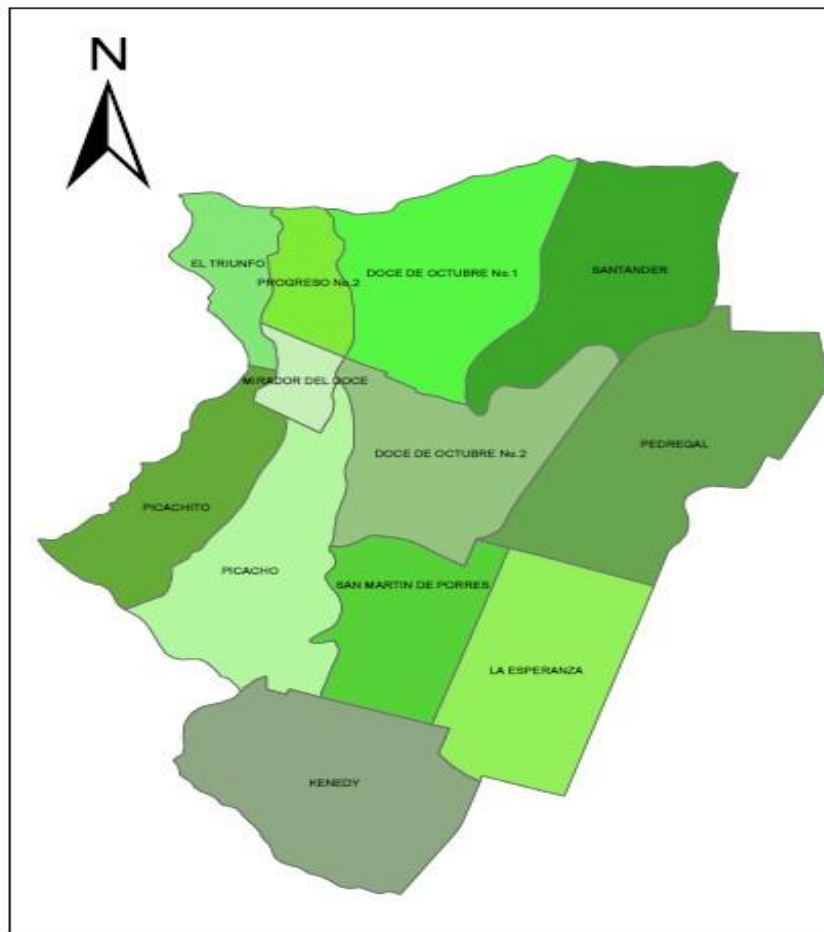 N
EL TRIUNFO
PROGRESO No.2
DOCE DE OCTUBRE No.1
SANTANDER
MIRADOR DEL DOCE
DOCE DE OCTUBRE No.2
PEDREGAL
PICACHITO
PICACHO
SAN MARTIN DE PORRES
LA ESPERANZA
KENEDY